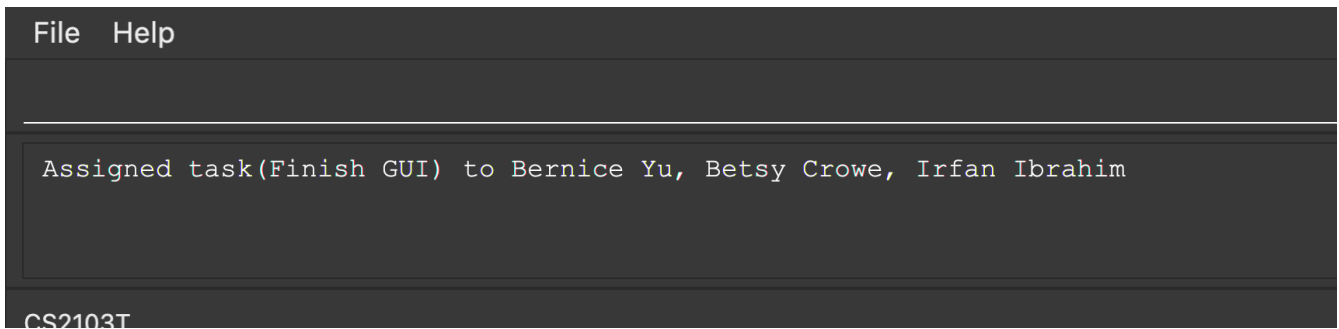 File Help
Assigned task(Finish GUI) to Bernice Yu, Betsy Crowe, Irfan Ibrahim
CS2103T